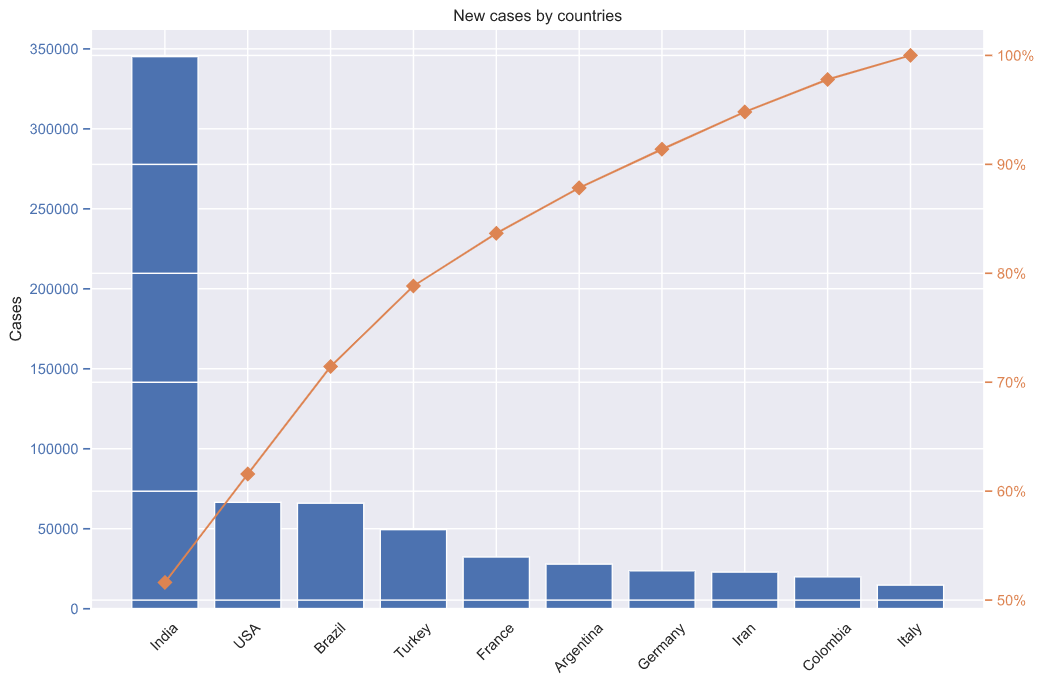 New cases by countries
350000
300000
250000
200000
150000
100000
50000
0
Cases
100%
90%
80%
70%
60%
50%
India
USA
Brazil
Turkey
France
Argentina
Germany
Iran
Colombia
Italy